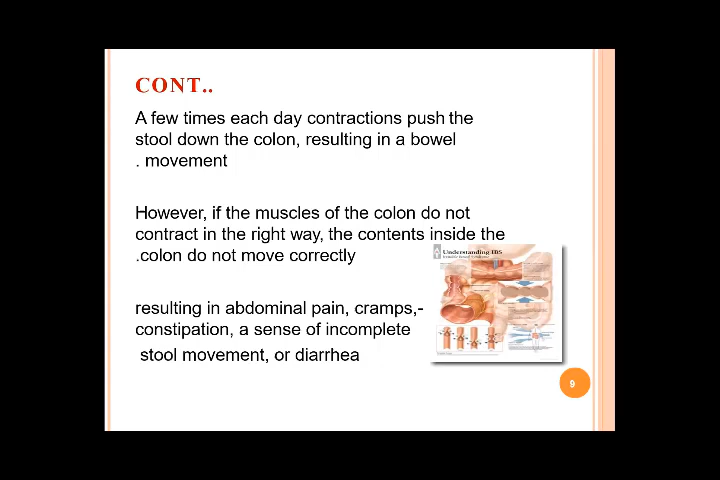 CONT..
A few times each day contractions push the
stool down the colon, resulting in a bowel
. movement
However, if the muscles of the colon do not
contract in the right way, the contents inside the
.colon do not move correctly
resulting in abdominal pain, cramps,-
constipation, a sense of incomplete
stool movement, or diarrhea
Understanding IBS
9